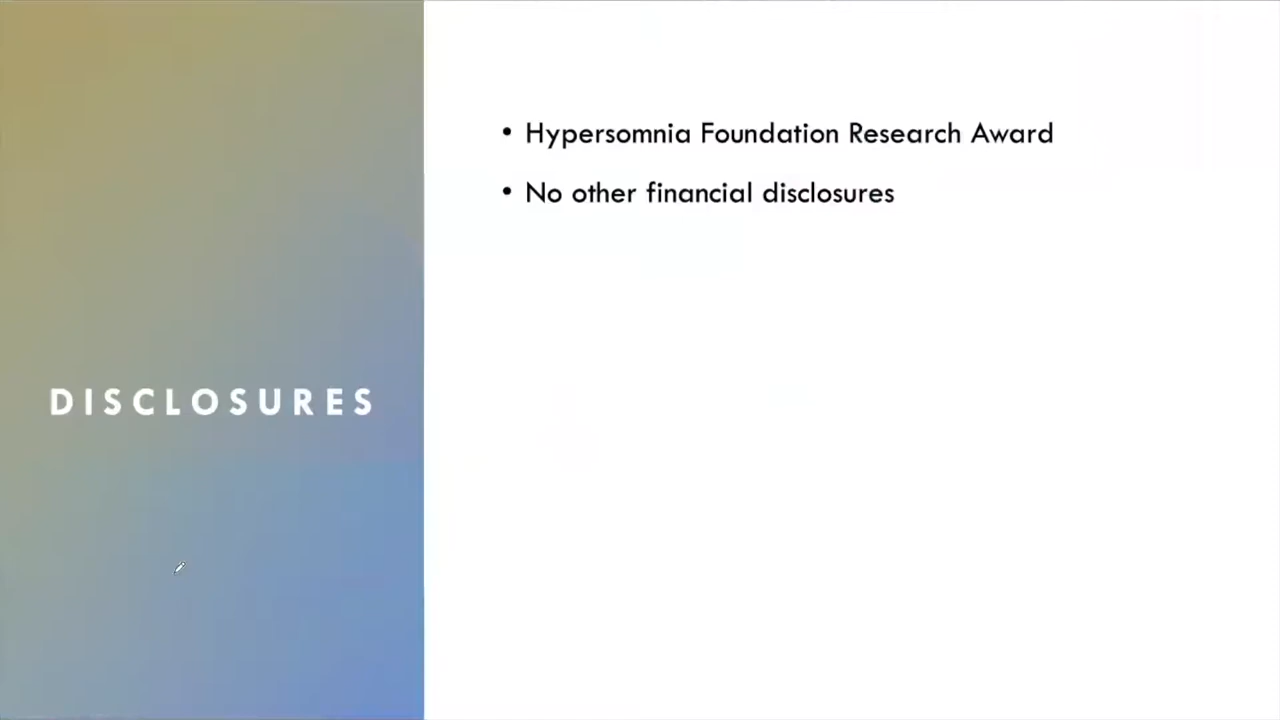 DISCLOSURES
• Hypersomnia Foundation Research Award
• No other financial disclosures